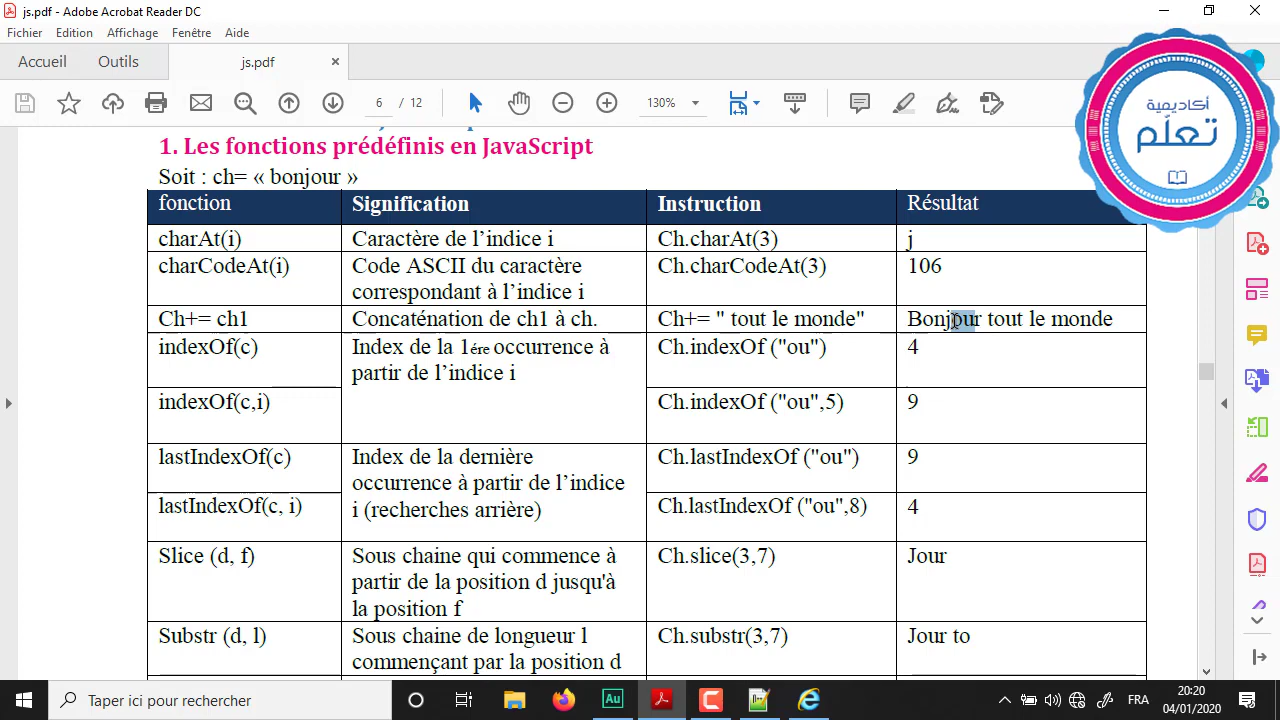 js.pdf - Adobe Acrobat Reader DC
Fichier Edition Affichage Fenêtre Aide
Accueil Outils js.pdf ×
6 / 12 130%
أكاديمية
تعلّم
1. Les fonctions prédéfinis en JavaScript
Soit : ch= « bonjour »
fonction Signification Instruction Résultat
charAt(i) Caractère de l’indice i Ch.charAt(3) j
charCodeAt(i) Code ASCII du caractère Ch.charCodeAt(3) 106
correspondant à l’indice i
Ch+= ch1 Concaténation de ch1 à ch. Ch+= " tout le monde" Bonjour tout le monde
indexOf(c) Index de la 1ére occurrence à Ch.indexOf ("ou") 4
partir de l’indice i
indexOf(c,i) Ch.indexOf ("ou",5) 9
lastIndexOf(c) Index de la dernière Ch.lastIndexOf ("ou") 9
occurrence à partir de l’indice
lastIndexOf(c, i) i (recherches arrière) Ch.lastIndexOf ("ou",8) 4
Slice (d, f) Sous chaine qui commence à Ch.slice(3,7) Jour
partir de la position d jusqu'à
la position f
Substr (d, l) Sous chaine de longueur l Ch.substr(3,7) Jour to
commençant par la position d
Taper ici pour rechercher Au FRA 20:20
04/01/2020